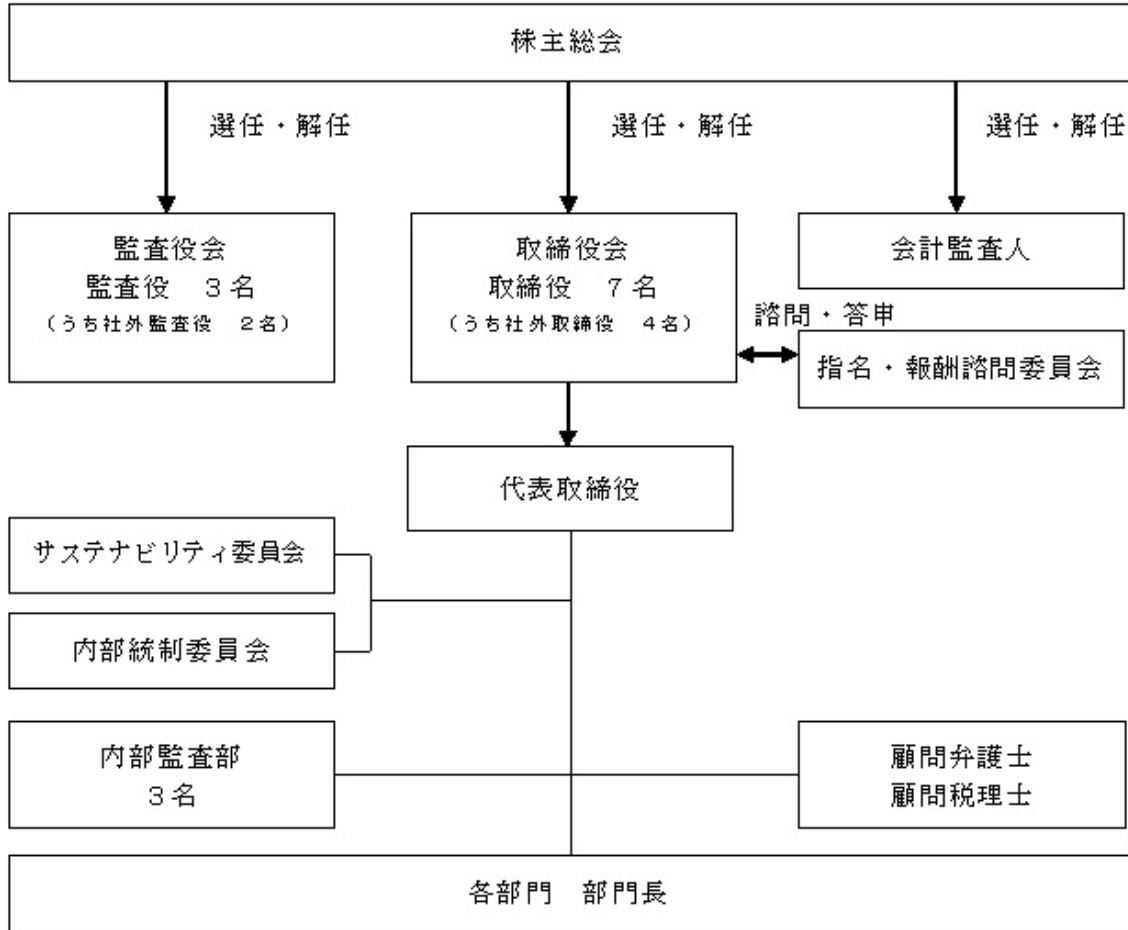 株主総会
選任・解任
選任・解任
選任・解任
監査役会
監査役　３名
（うち社外監査役　２名）
取締役会
取締役　７名
（うち社外取締役　４名）
会計監査人
諮問・答申
指名・報酬諮問委員会
代表取締役
サステナビリティ委員会
内部統制委員会
内部監査部
３名
顧問弁護士
顧問税理士
各部門　部門長